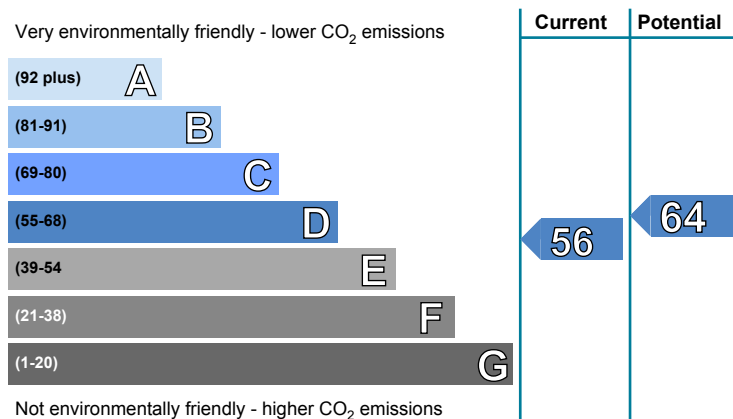 Very environmentally friendly - lower CO₂ emissions
Current
Potential
(92 plus) A
(81-91) B
(69-80) C
(55-68) D
(39-54 E
(21-38) F
(1-20) G
56
64
Not environmentally friendly - higher CO₂ emissions